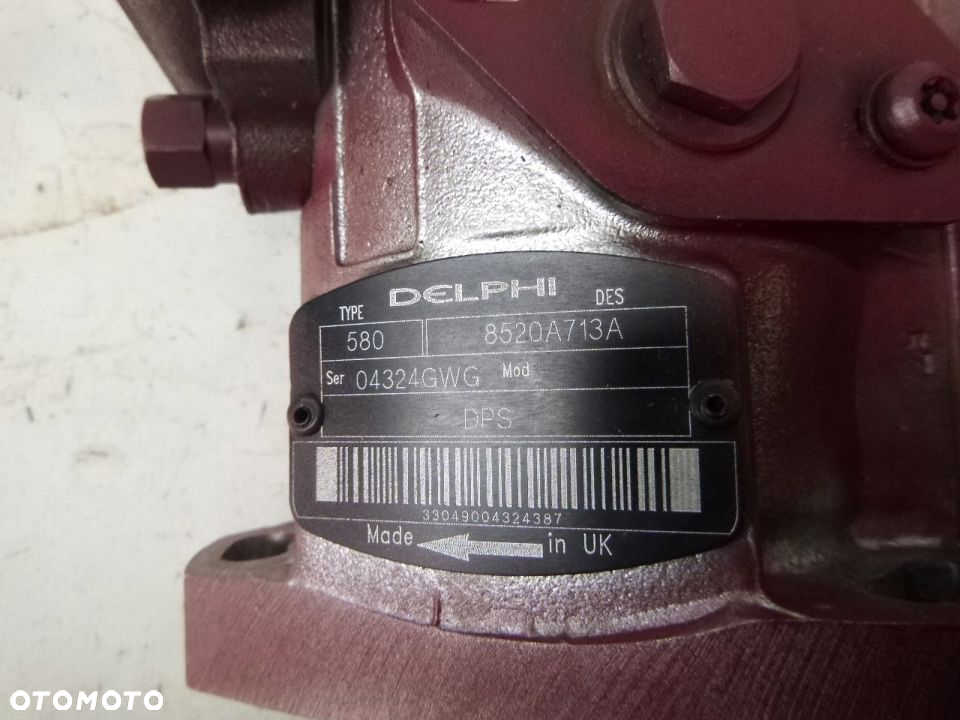 DELPHI
TYPE DES
580 8520A713A
Ser 04324GWG Mod
DPS
33049004324387
Made in UK
OTOMOTO